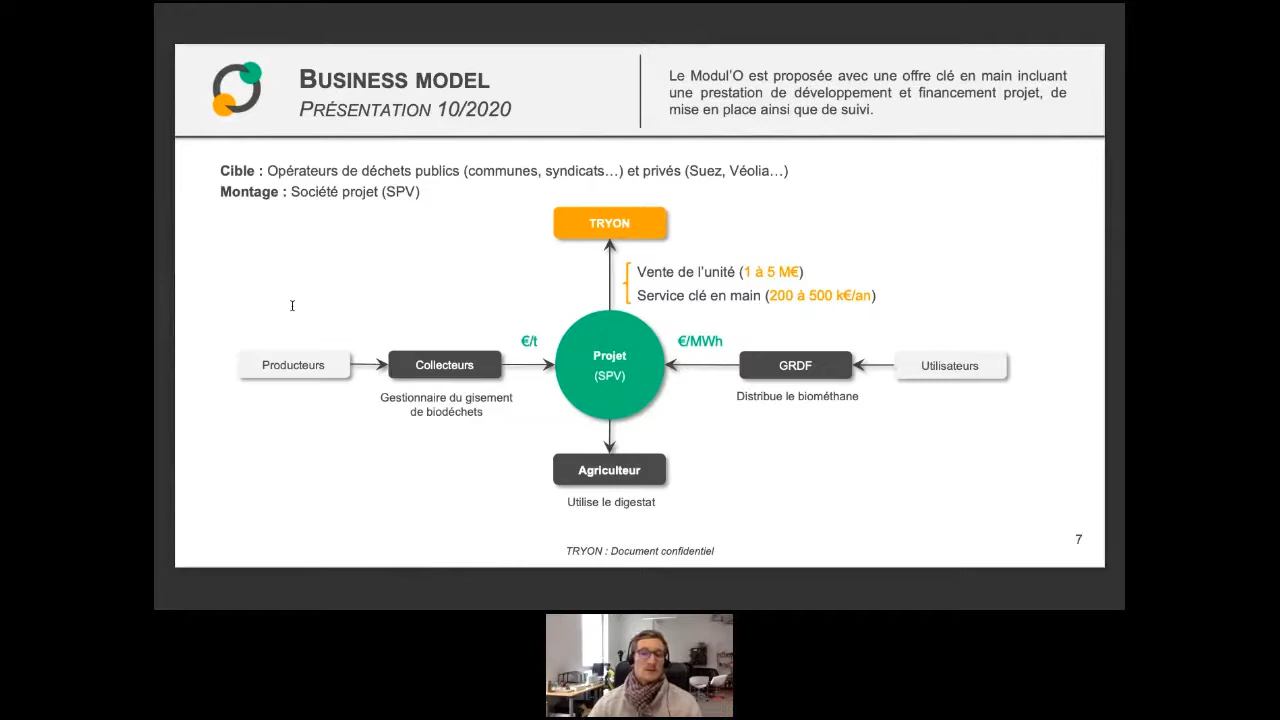 BUSINESS MODEL
PRÉSENTATION 10/2020
Le Modul'O est proposée avec une offre clé en main incluant
une prestation de développement et financement projet, de
mise en place ainsi que de suivi.
Cible : Opérateurs de déchets publics (communes, syndicats…) et privés (Suez, Véolia…)
Montage : Société projet (SPV)
TRYON
Vente de l'unité (1 à 5 M€)
Service clé en main (200 à 500 k€/an)
€/t
€/MWh
Producteurs
Collecteurs
Projet
(SPV)
GRDF
Utilisateurs
Gestionnaire du gisement
de biodéchets
Distribue le biométhane
Agriculteur
Utilise le digestat
7
TRYON : Document confidentiel